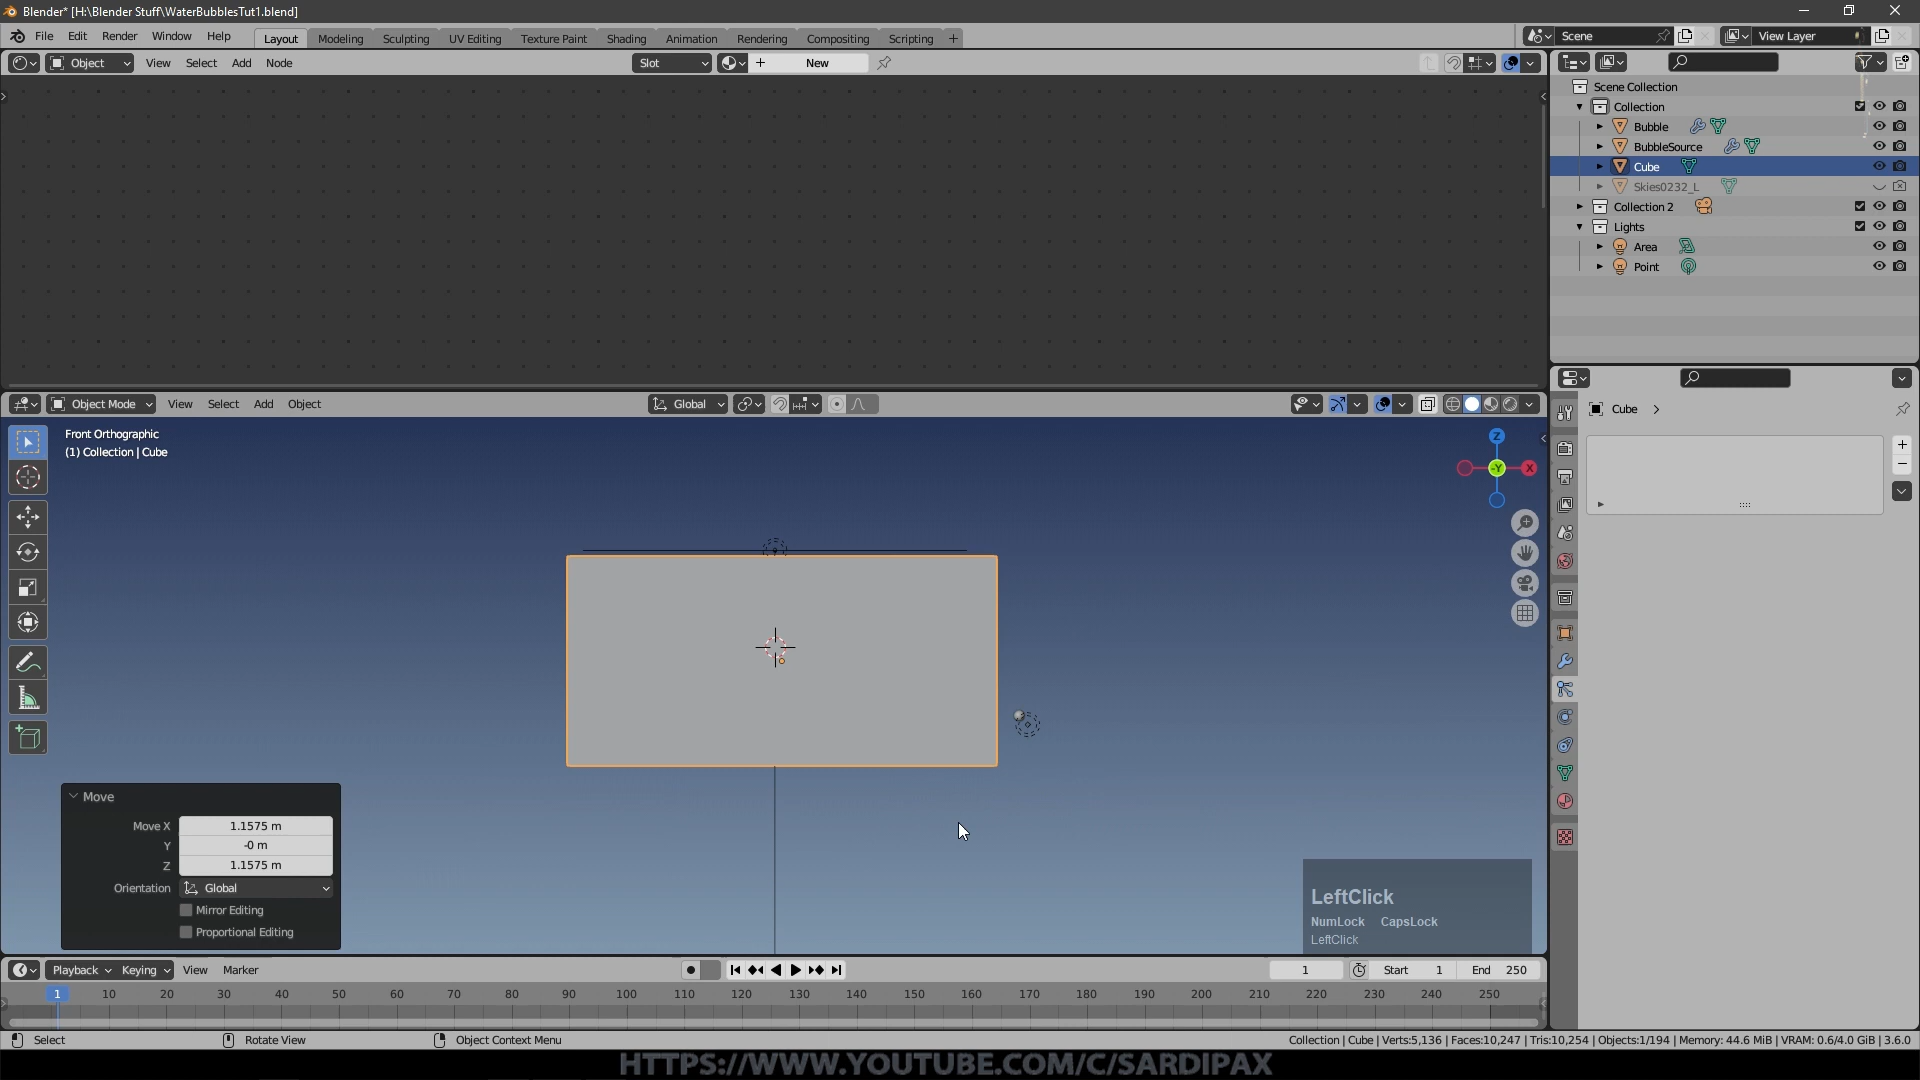 Blender* [H:\Blender Stuff\WaterBubblesTut1.blend]
File Edit Render Window Help
Layout Modeling Sculpting UV Editing Texture Paint Shading Animation Rendering Compositing Scripting +
Scene
View Layer
Object View Select Add Node
Slot
New
Scene Collection
Collection
Bubble
BubbleSource
Cube
Skies0232_L
Collection 2
Lights
Area
Point
Object Mode View Select Add Object
Global
Cube
Front Orthographic
(1) Collection | Cube
Z
-Y
X
Move
Move X 1.1575 m
Y -0 m
Z 1.1575 m
Orientation Global
Mirror Editing
Proportional Editing
LeftClick
NumLock CapsLock
LeftClick
Playback Keying View Marker
1 Start 1 End 250
1 10 20 30 40 50 60 70 80 90 100 110 120 130 140 150 160 170 180 190 200 210 220 230 240 250
Select Rotate View Object Context Menu
Collection | Cube | Verts:5,136 | Faces:10,247 | Tris:10,254 | Objects:1/194 | Memory: 44.6 MiB | VRAM: 0.6/4.0 GiB | 3.6.0
HTTPS://WWW.YOUTUBE.COM/C/SARDIPAX